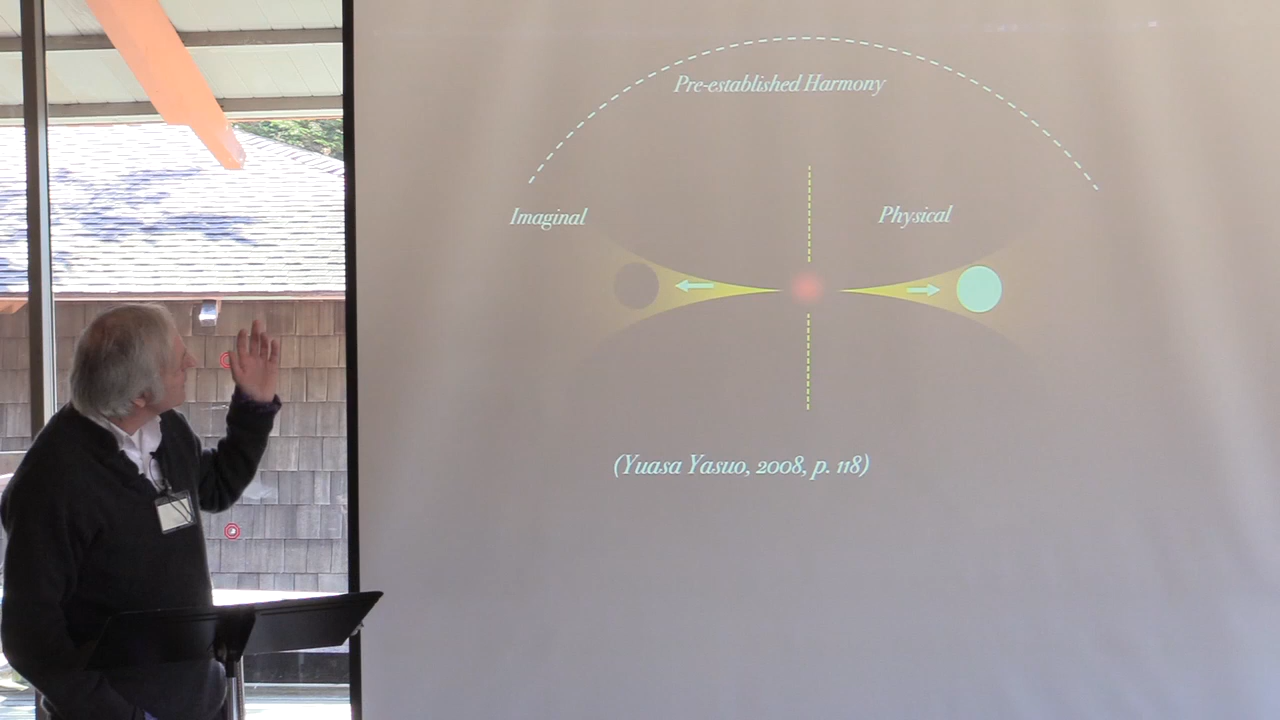 Pre-established Harmony
Imaginal
Physical
(Yuasa Yasuo, 2008, p. 118)